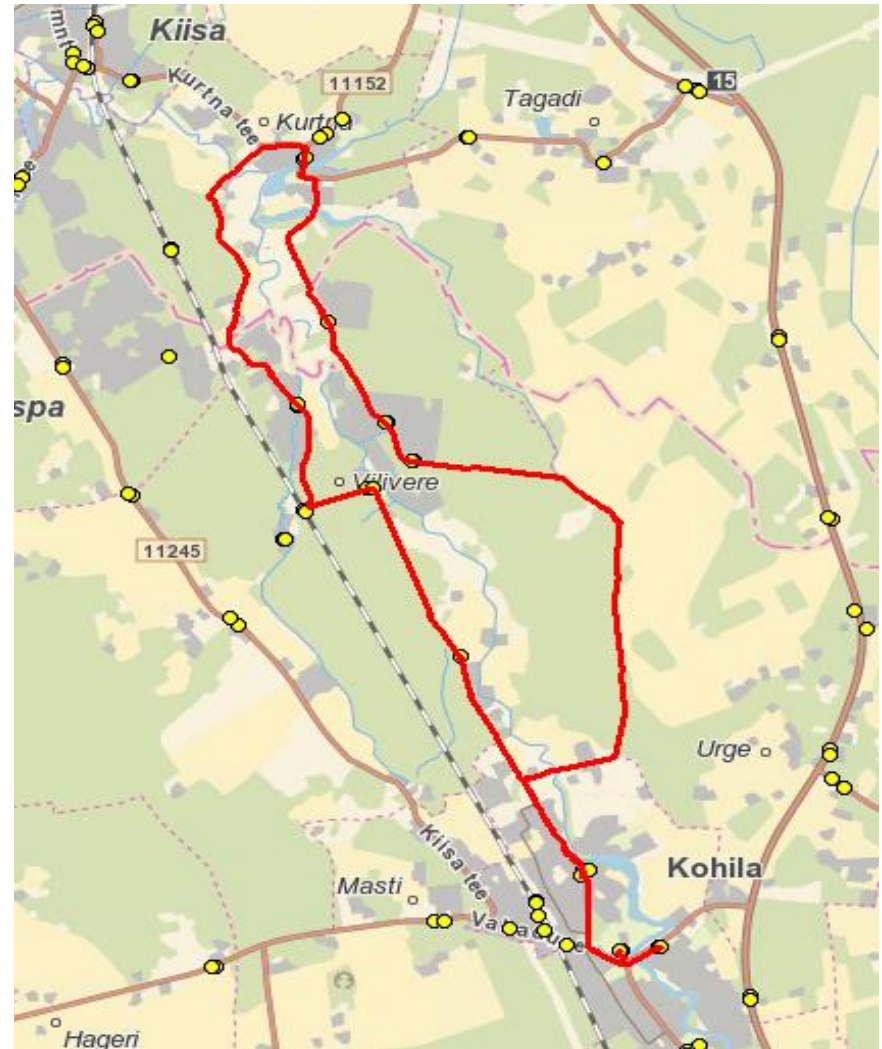 Kiisa
Kurtna tee
11152
15
Tagadi
Kurtna
spa
Vilivere
11245
Urge
Kiisa tee
Kohila
Masti
Hageri